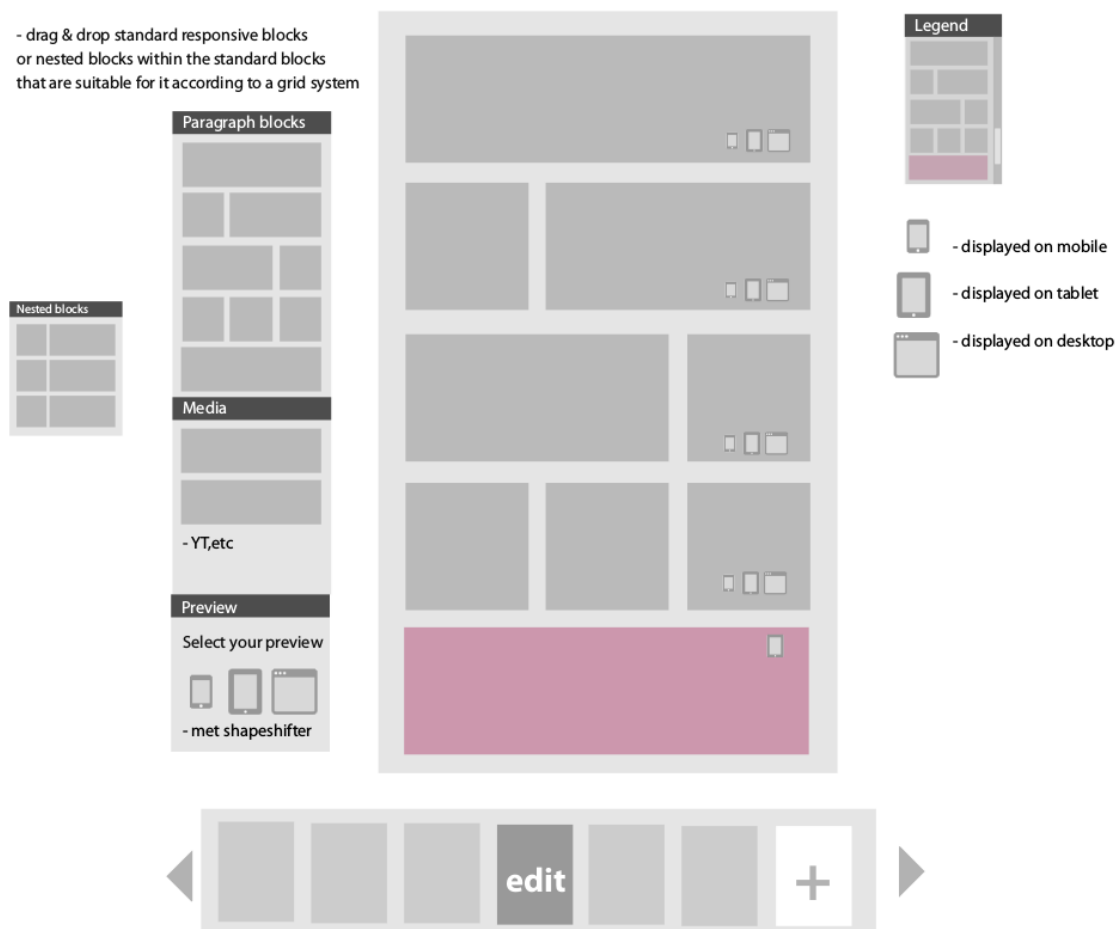 - drag & drop standard responsive blocks
or nested blocks within the standard blocks
that are suitable for it according to a grid system
Legend
Paragraph blocks
- displayed on mobile
- displayed on tablet
Nested blocks
- displayed on desktop
Media
- YT,etc
Preview
Select your preview
- met shapeshifter
edit
+